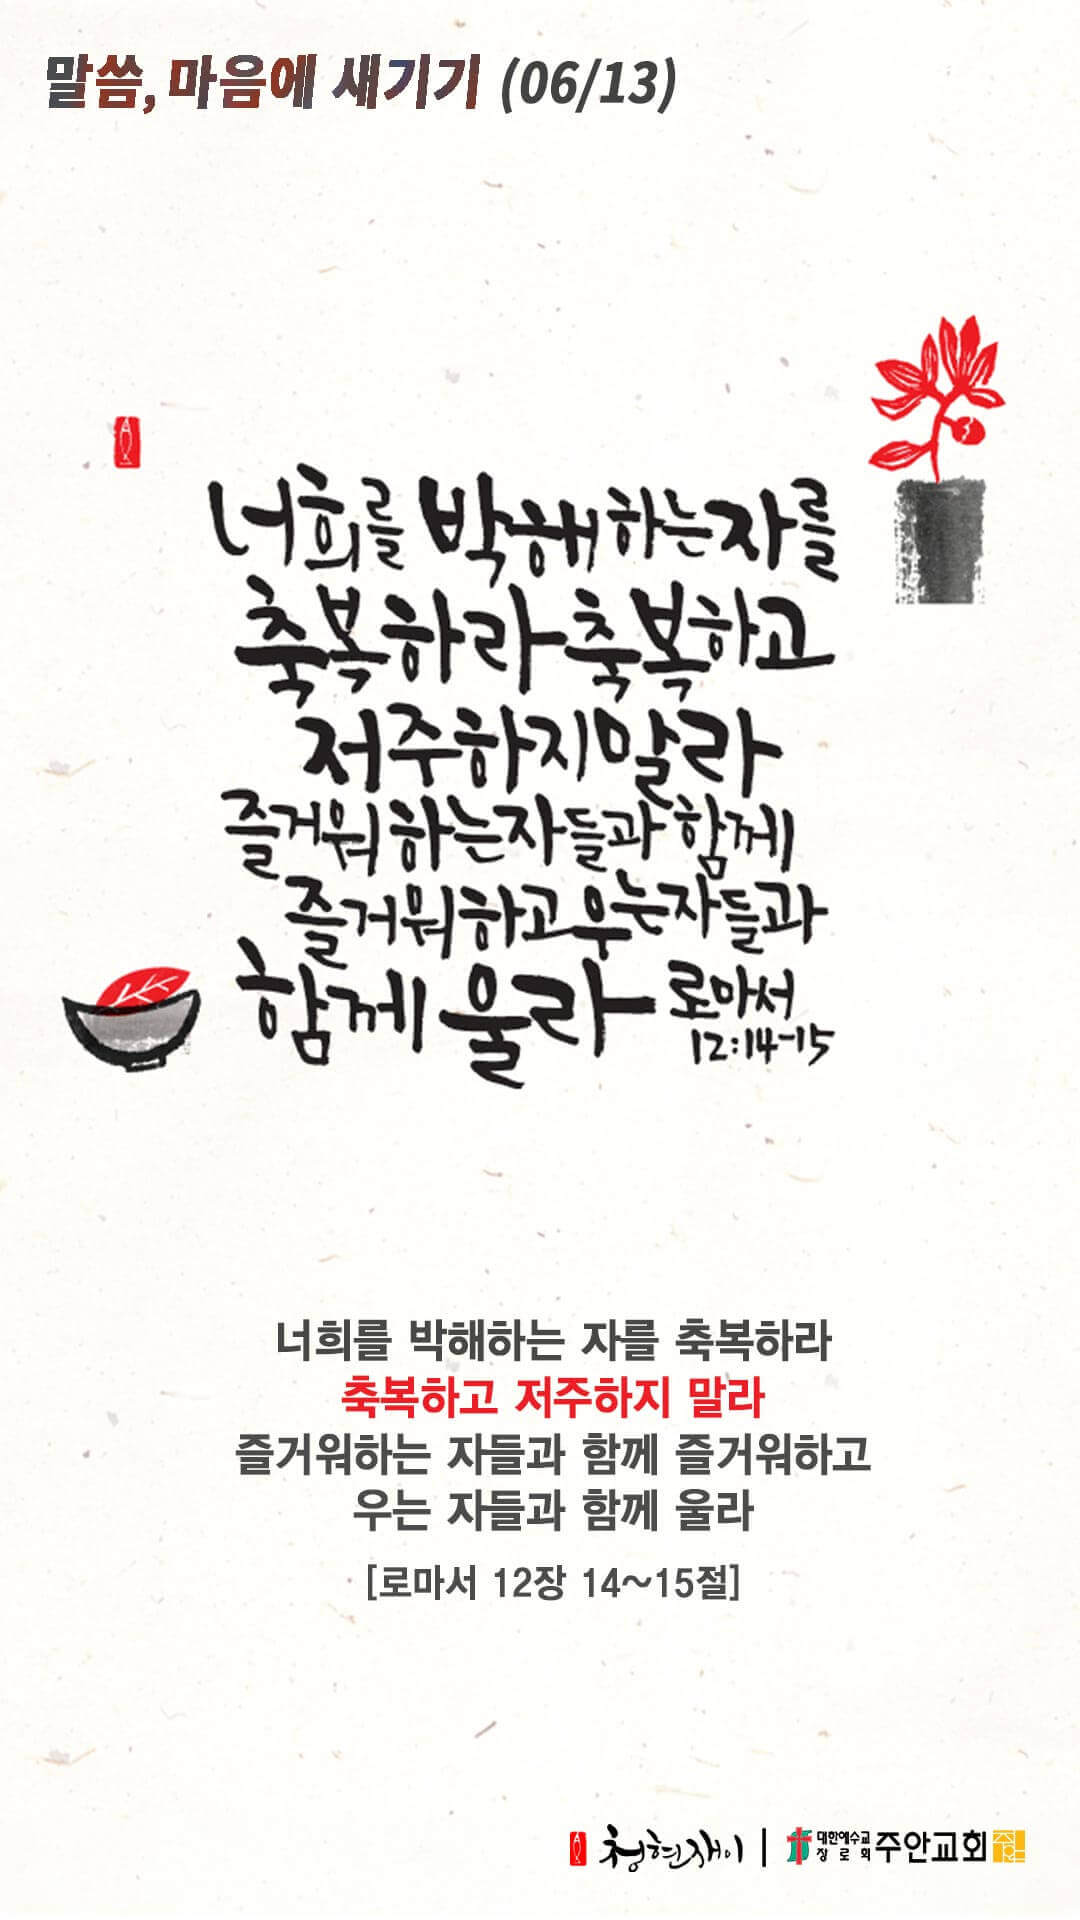 말씀, 마음에 새기기 (06/13)
너희를 박해하는 자를
축복하라 축복하고
저주하지 말라
즐거워하는 자들과 함께
즐거워하고 우는 자들과
함께 울라 로마서
12:14-15
너희를 박해하는 자를 축복하라
축복하고 저주하지 말라
즐거워하는 자들과 함께 즐거워하고
우는 자들과 함께 울라
[로마서 12장 14~15절]
청현재이 | 대한예수교
장로회 주안교회